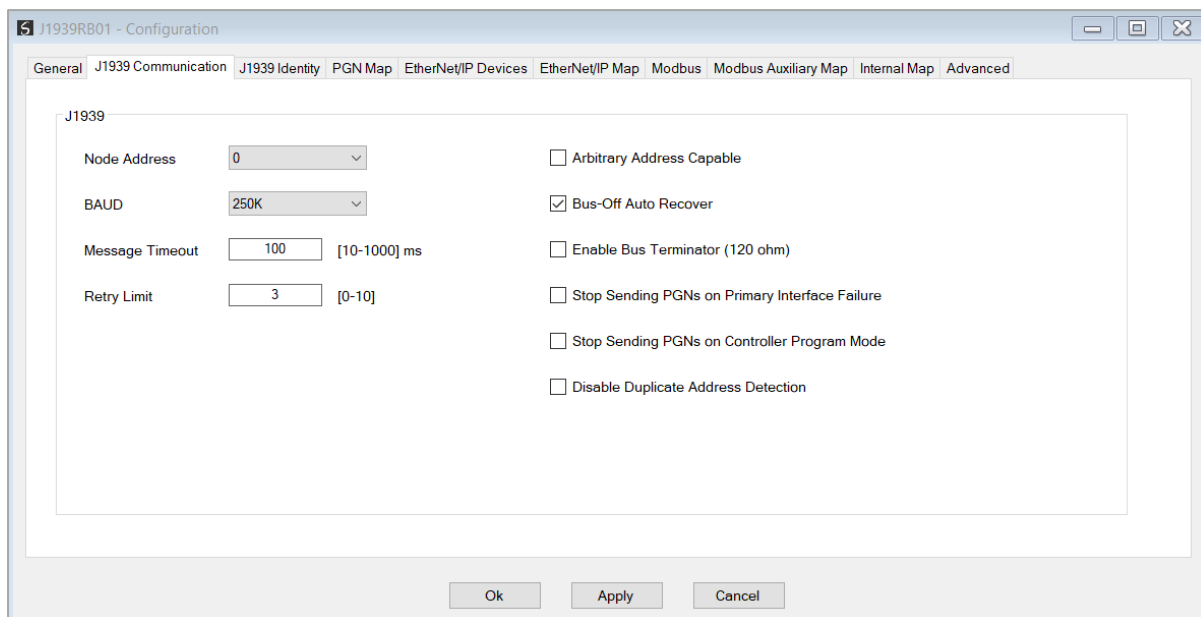 J1939RB01 - Configuration
General J1939 Communication J1939 Identity PGN Map EtherNet/IP Devices EtherNet/IP Map Modbus Modbus Auxiliary Map Internal Map Advanced
J1939
Node Address 0 Arbitrary Address Capable
BAUD 250K Bus-Off Auto Recover
Message Timeout 100 [10-1000] ms Enable Bus Terminator (120 ohm)
Retry Limit 3 [0-10] Stop Sending PGNs on Primary Interface Failure
Stop Sending PGNs on Controller Program Mode
Disable Duplicate Address Detection
Ok Apply Cancel